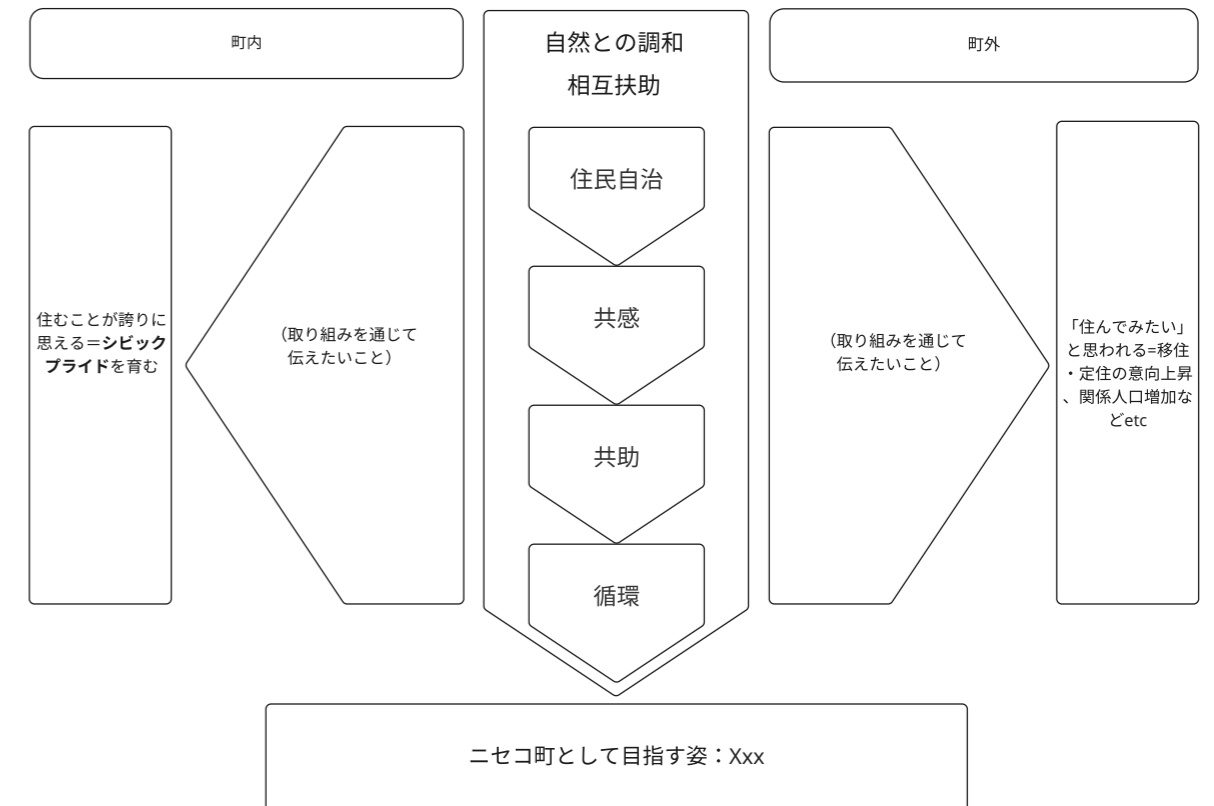 町内
自然との調和
相互扶助
町外
住民自治
共感
共助
循環
住むことが誇りに
思える＝シビック
プライドを育む
（取り組みを通じて
伝えたいこと）
（取り組みを通じて
伝えたいこと）
「住んでみたい」
と思われる=移住
・定住の意向上昇
、関係人口増加な
どetc
ニセコ町として目指す姿：Xxx